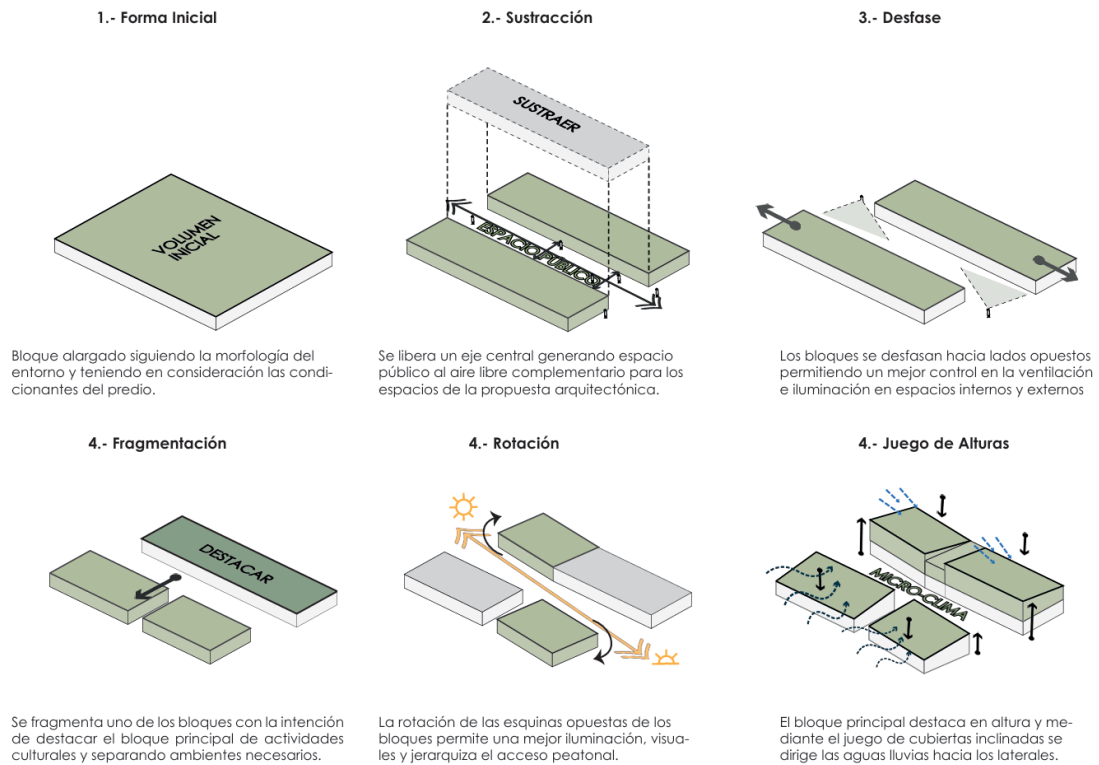 1.- Forma Inicial
VOLUMEN
INICIAL
Bloque alargado siguiendo la morfología del
entorno y teniendo en consideración las condi-
cionantes del predio.
2.- Sustracción
SUSTRAER
ESPACIO PÚBLICO
Se libera un eje central generando espacio
público al aire libre complementario para los
espacios de la propuesta arquitectónica.
3.- Desfase
Los bloques se desfasan hacia lados opuestos
permitiendo un mejor control en la ventilación
e iluminación en espacios internos y externos
4.- Fragmentación
DESTACAR
Se fragmenta uno de los bloques con la intención
de destacar el bloque principal de actividades
culturales y separando ambientes necesarios.
4.- Rotación
La rotación de las esquinas opuestas de los
bloques permite una mejor iluminación, visua-
les y jerarquiza el acceso peatonal.
4.- Juego de Alturas
MICRO-CLIMA
El bloque principal destaca en altura y me-
diante el juego de cubiertas inclinadas se
dirige las aguas lluvias hacia los laterales.